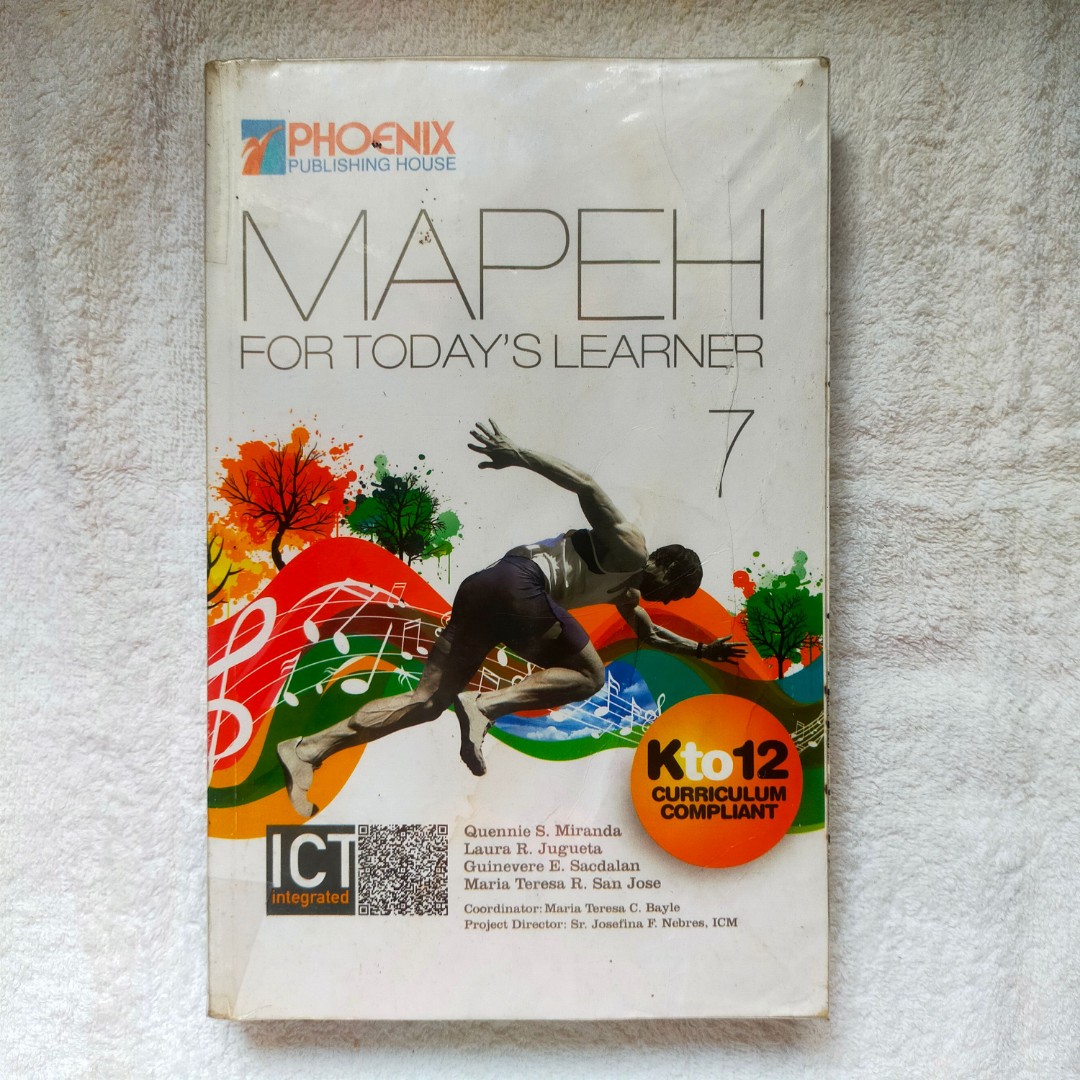 PHOENIX
PUBLISHING HOUSE
MAPEH
FOR TODAY'S LEARNER
7
Kto12
CURRICULUM
COMPLIANT
ICT
integrated
Quennie S. Miranda
Laura R. Jugueta
Guinevere E. Sacdalan
Maria Teresa R. San Jose
Coordinator: Maria Teresa C. Bayle
Project Director: Sr. Josefina F. Nebres, ICM